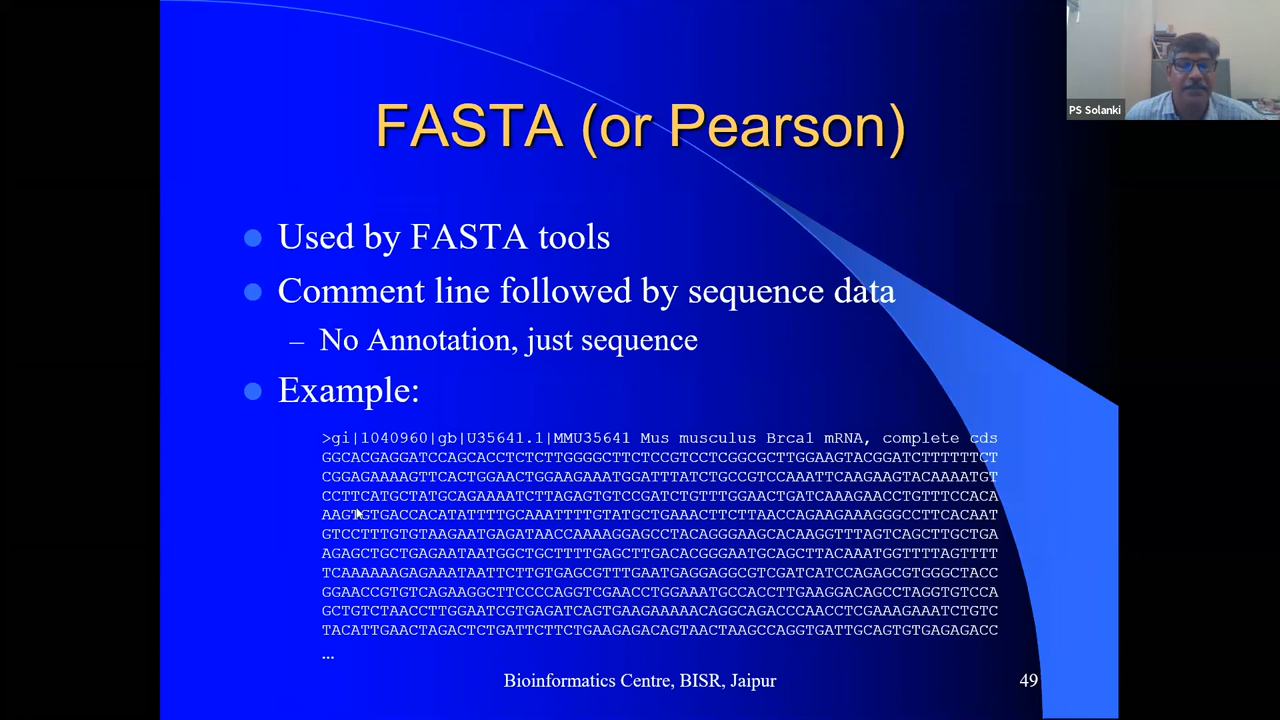 PS Solanki
FASTA (or Pearson)
Used by FASTA tools
Comment line followed by sequence data
– No Annotation, just sequence
Example:
>gi|1040960|gb|U35641.1|MMU35641 Mus musculus Brca1 mRNA, complete cds
GGCACGAGGATCCAGCACCTCTCTTGGGGCTTCTCCGTCCTCGGCGCTTGGAAGTACGGATCTTTTTTCT
CGGAGAAAAGTTCACTGGAACTGGAAGAAATGGATTTATCTGCCGTCCAAATTCAAGAAGTACAAAATGT
CCTTCATGCTATGCAGAAAATCTTAGAGTGTCCGATCTGTTTGGAACTGATCAAAGAACCTGTTTCCACA
AAGTGTGACCACATATTTTGCAAATTTTGTATGCTGAAACTTCTTAACCAGAAGAAAGGGCCTTCACAAT
GTCCTTTGTGTAAGAATGAGATAACCAAAAGGAGCCTACAGGGAAGCACAAGGTTTAGTCAGCTTGCTGA
AGAGCTGCTGAGAATAATGGCTGCTTTTGAGCTTGACACGGGAATGCAGCTTACAAATGGTTTTAGTTTT
TCAAAAAAGAGAAATAATTCTTGTGAGCGTTTGAATGAGGAGGCGTCGATCATCCAGAGCGTGGGCTACC
GGAACCGTGTCAGAAGGCTTCCCCAGGTCGAACCTGGAAATGCCACCTTGAAGGACAGCCTAGGTGTCCA
GCTGTCTAACCTTGGAATCGTGAGATCAGTGAAGAAAAACAGGCAGACCCAACCTCGAAAGAAATCTGTC
TACATTGAACTAGACTCTGATTCTTCTGAAGAGACAGTAACTAAGCCAGGTGATTGCAGTGTGAGAGACC
...
Bioinformatics Centre, BISR, Jaipur
49